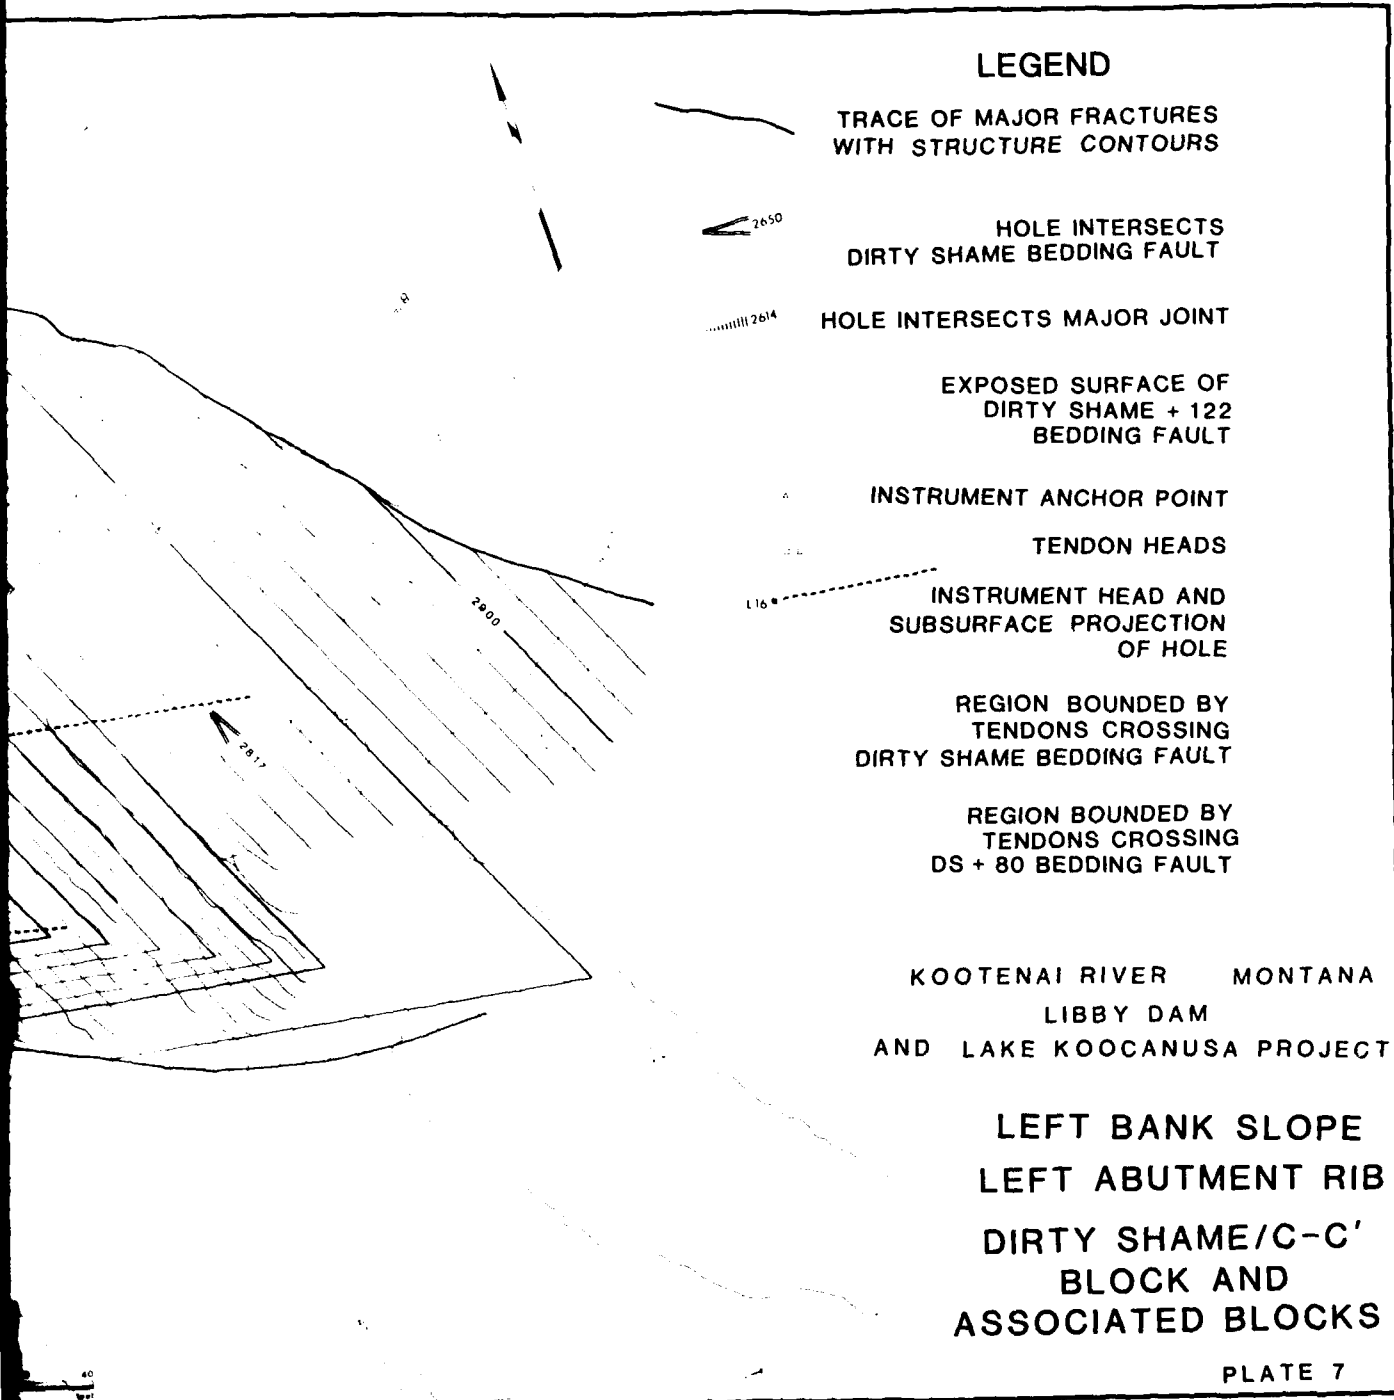 LEGEND
TRACE OF MAJOR FRACTURES
WITH STRUCTURE CONTOURS
2650
HOLE INTERSECTS
DIRTY SHAME BEDDING FAULT
2614
HOLE INTERSECTS MAJOR JOINT
EXPOSED SURFACE OF
DIRTY SHAME + 122
BEDDING FAULT
INSTRUMENT ANCHOR POINT
TENDON HEADS
L16
INSTRUMENT HEAD AND
SUBSURFACE PROJECTION
OF HOLE
REGION BOUNDED BY
TENDONS CROSSING
DIRTY SHAME BEDDING FAULT
REGION BOUNDED BY
TENDONS CROSSING
DS + 80 BEDDING FAULT
2900
2817
KOOTENAI RIVER MONTANA
LIBBY DAM
AND LAKE KOOCANUSA PROJECT
LEFT BANK SLOPE
LEFT ABUTMENT RIB
DIRTY SHAME/C-C'
BLOCK AND
ASSOCIATED BLOCKS
PLATE 7
40